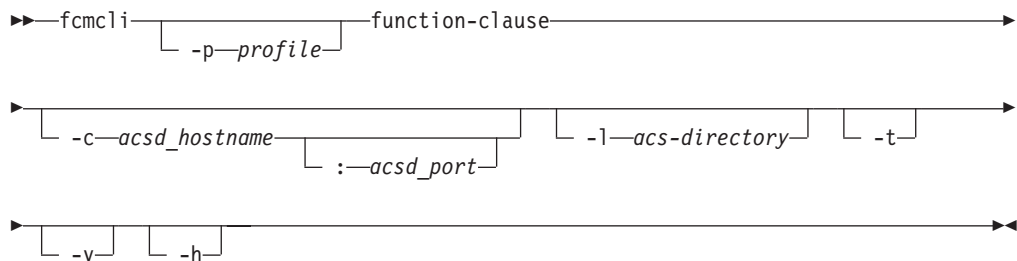 fcmcli -p profile function-clause
-c acsd_hostname : acsd_port -l acs-directory -t
-v -h